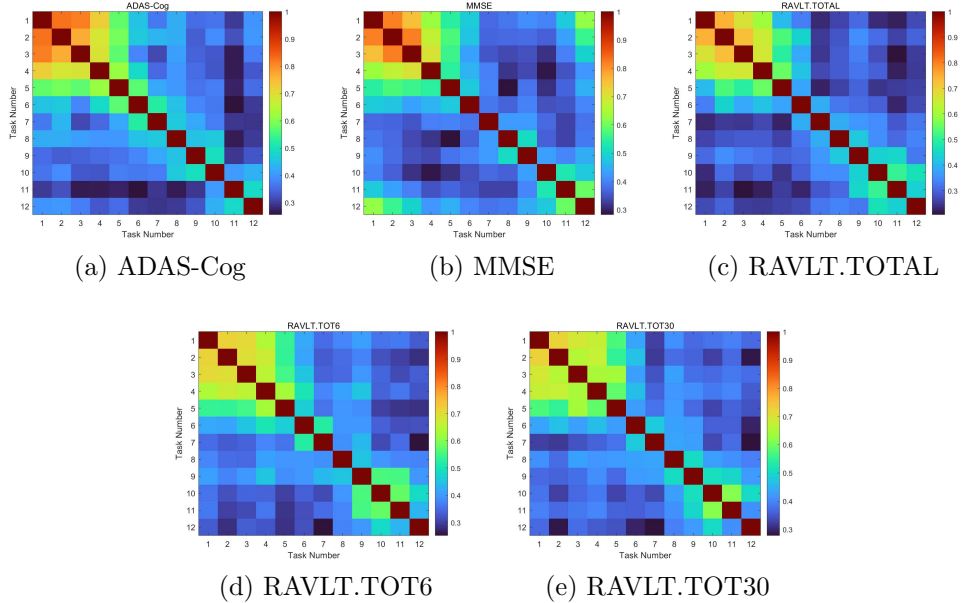 ADAS-Cog
1 2 3 4 5 6 7 8 9 10 11 12
Task Number
1 2 3 4 5 6 7 8 9 10 11 12
Task Number
1 0.9 0.8 0.7 0.6 0.5 0.4 0.3
(a) ADAS-Cog
MMSE
1 2 3 4 5 6 7 8 9 10 11 12
Task Number
1 2 3 4 5 6 7 8 9 10 11 12
Task Number
1 0.9 0.8 0.7 0.6 0.5 0.4 0.3
(b) MMSE
RAVLT.TOTAL
1 2 3 4 5 6 7 8 9 10 11 12
Task Number
1 2 3 4 5 6 7 8 9 10 11 12
Task Number
1 0.9 0.8 0.7 0.6 0.5 0.4 0.3
(c) RAVLT.TOTAL
RAVLT.TOT6
1 2 3 4 5 6 7 8 9 10 11 12
Task Number
1 2 3 4 5 6 7 8 9 10 11 12
Task Number
1 0.9 0.8 0.7 0.6 0.5 0.4 0.3
(d) RAVLT.TOT6
RAVLT.TOT30
1 2 3 4 5 6 7 8 9 10 11 12
Task Number
1 2 3 4 5 6 7 8 9 10 11 12
Task Number
1 0.9 0.8 0.7 0.6 0.5 0.4 0.3
(e) RAVLT.TOT30